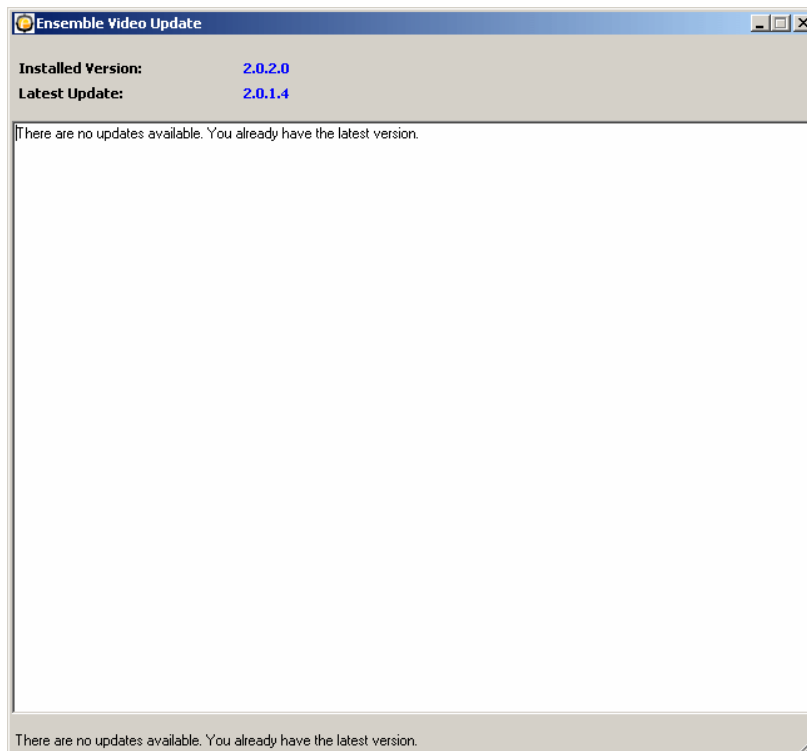 Ensemble Video Update
Installed Version: 2.0.2.0
Latest Update: 2.0.1.4
There are no updates available. You already have the latest version.
There are no updates available. You already have the latest version.